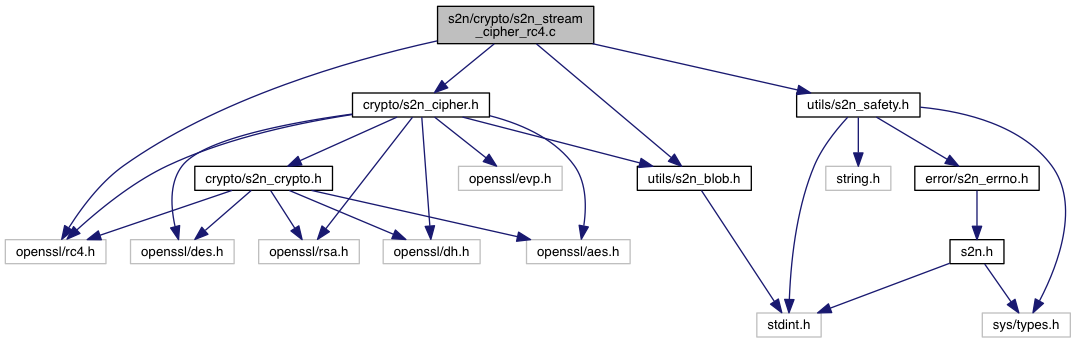 s2n/crypto/s2n_stream
_cipher_rc4.c
crypto/s2n_cipher.h
utils/s2n_safety.h
crypto/s2n_crypto.h
openssl/evp.h
utils/s2n_blob.h
string.h
error/s2n_errno.h
openssl/rc4.h
openssl/des.h
openssl/rsa.h
openssl/dh.h
openssl/aes.h
s2n.h
stdint.h
sys/types.h